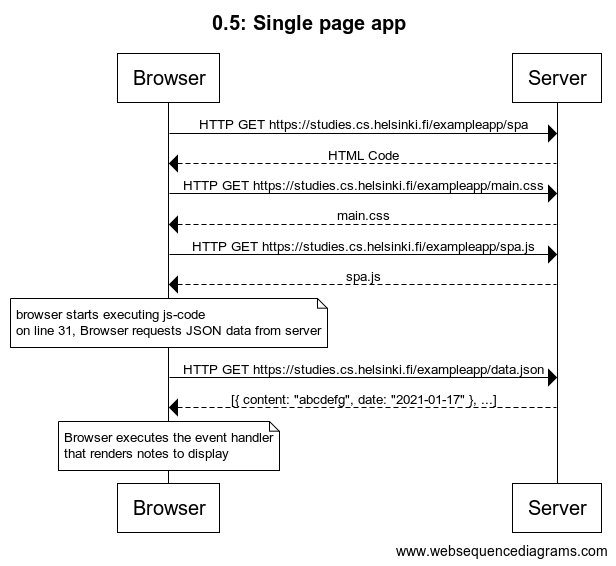 0.5: Single page app
Browser
Server
HTTP GET https://studies.cs.helsinki.fi/exampleapp/spa
HTML Code
HTTP GET https://studies.cs.helsinki.fi/exampleapp/main.css
main.css
HTTP GET https://studies.cs.helsinki.fi/exampleapp/spa.js
spa.js
browser starts executing js-code
on line 31, Browser requests JSON data from server
HTTP GET https://studies.cs.helsinki.fi/exampleapp/data.json
[{ content: "abcdefg", date: "2021-01-17" }, ...]
Browser executes the event handler
that renders notes to display
Browser
Server
www.websequencediagrams.com